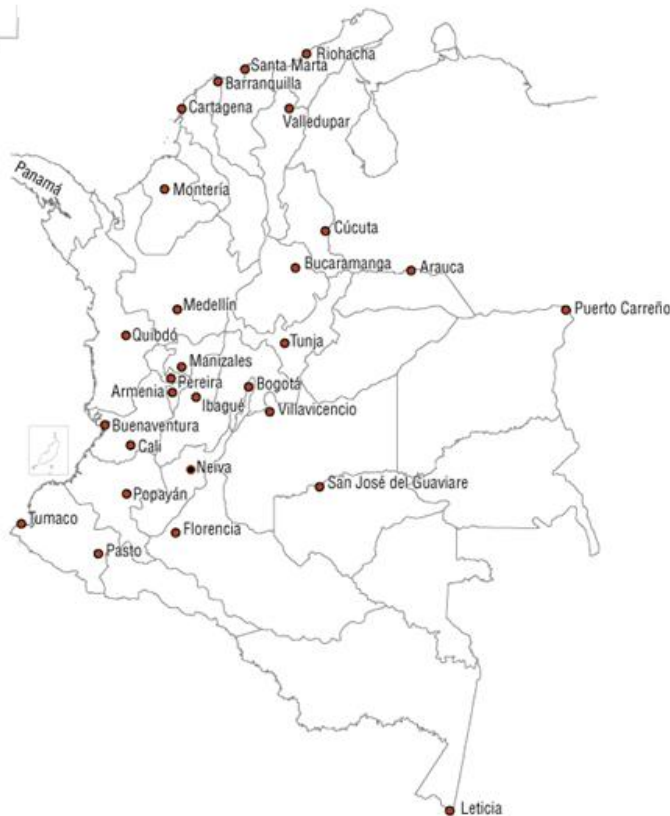 Riohacha
Santa Marta
Barranquilla
Cartagena
Valledupar
Panamá
Montería
Cúcuta
Bucaramanga
Arauca
Medellín
Puerto Carreño
Quibdó
Tunja
Manizales
Pereira
Bogotá
Armenia
Ibagué
Villavicencio
Buenaventura
Cali
Neiva
San José del Guaviare
Popayán
Tumaco
Florencia
Pasto
Leticia